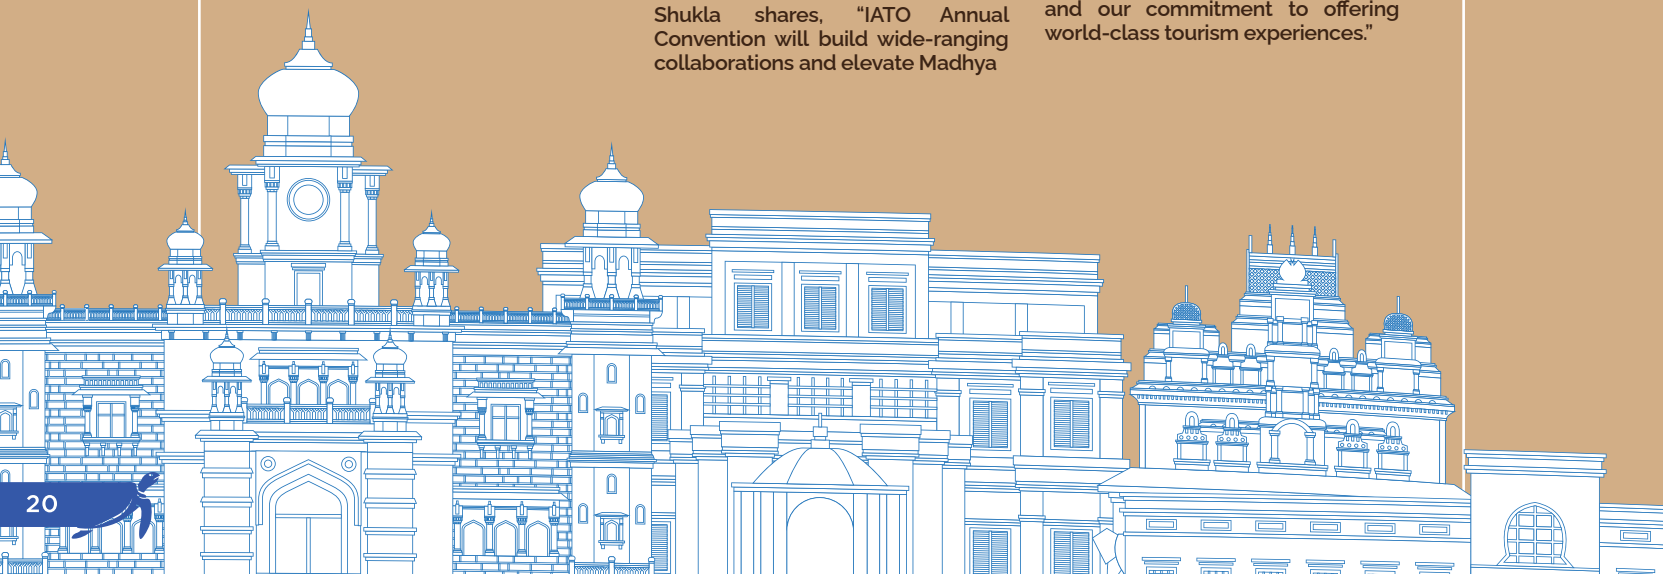 Shukla shares, “IATO Annual
Convention will build wide-ranging
collaborations and elevate Madhya
and our commitment to offering
world-class tourism experiences.”
20